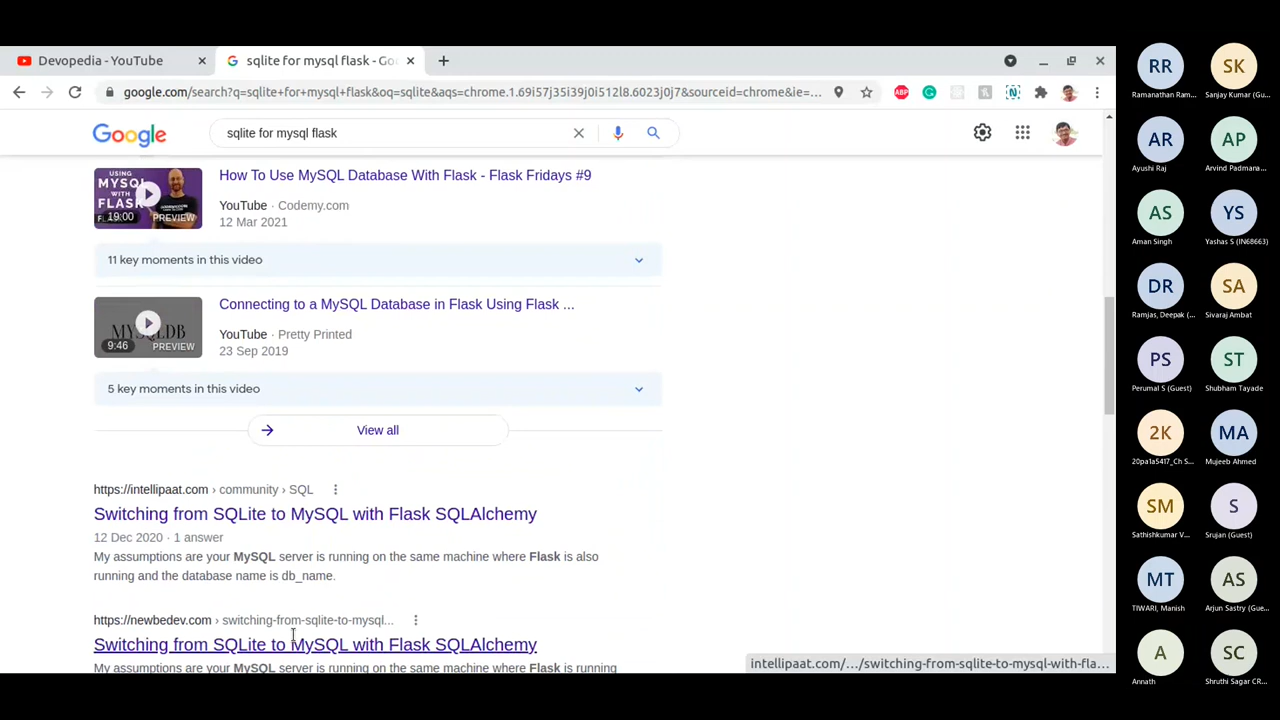 Devopedia - YouTube
sqlite for mysql flask - Go
google.com/search?q=sqlite+for+mysql+flask&oq=sqlite&aqs=chrome.1.69i57j35i39j0i512l8.6023j0j7&sourceid=chrome&ie=...
ABP
Google
sqlite for mysql flask
USING
MYSQL
WITH
FLASK
19:00
PREVIEW
How To Use MySQL Database With Flask - Flask Fridays #9
YouTube · Codemy.com
12 Mar 2021
11 key moments in this video
MYSQLDB
9:46
PREVIEW
Connecting to a MySQL Database in Flask Using Flask ...
YouTube · Pretty Printed
23 Sep 2019
5 key moments in this video
View all
https://intellipaat.com › community › SQL
Switching from SQLite to MySQL with Flask SQLAlchemy
12 Dec 2020 · 1 answer
My assumptions are your MySQL server is running on the same machine where Flask is also
running and the database name is db_name.
https://newbedev.com › switching-from-sqlite-to-mysql...
Switching from SQLite to MySQL with Flask SQLAlchemy
My assumptions are your MySQL server is running on the same machine where Flask is running
intellipaat.com/.../switching-from-sqlite-to-mysql-with-fla...
RR
Ramanathan Ram...
SK
Sanjay Kumar (Gu...
AR
Ayushi Raj
AP
Arvind Padmana...
AS
Aman Singh
YS
Yashas S (IN68663)
DR
Ramjas, Deepak (...
SA
Sivaraj Ambat
PS
Perumal S (Guest)
ST
Shubham Tayade
2K
20pa1a5417_Ch S...
MA
Mujeeb Ahmed
SM
Sathishkumar V...
S
Srujan (Guest)
MT
TIWARI, Manish
AS
Arjun Sastry (Gue...
A
Annath
SC
Shruthi Sagar CR...